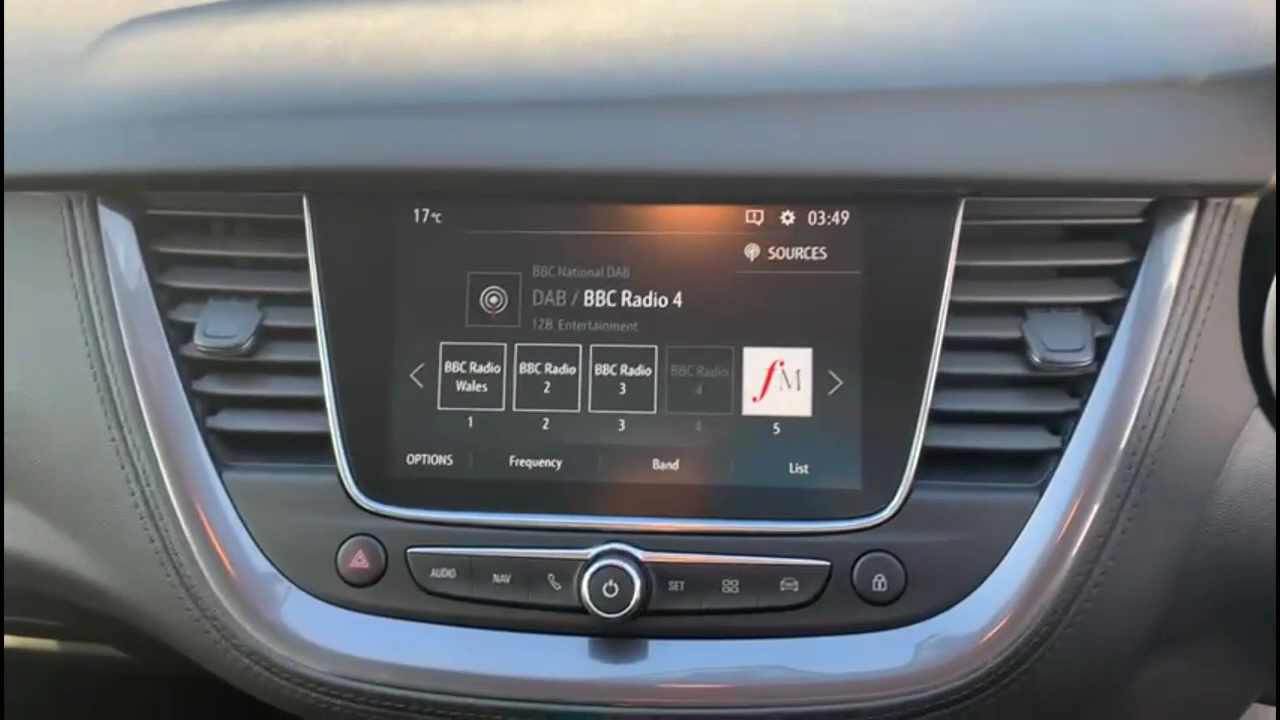 17°C
03:49
SOURCES
BBC National DAB
DAB / BBC Radio 4
12B Entertainment
BBC Radio
Wales
BBC Radio
2
BBC Radio
3
BBC Radio
4
fM
1
2
3
4
5
OPTIONS
Frequency
Band
List
AUDIO
NAV
SET